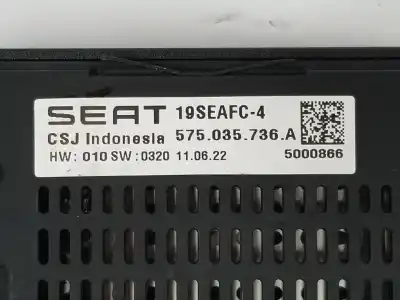 SEAT 19SEAFC-4
CSJ Indonesia 575.035.736.A
HW: 010 SW: 0320 11.06.22 5000866